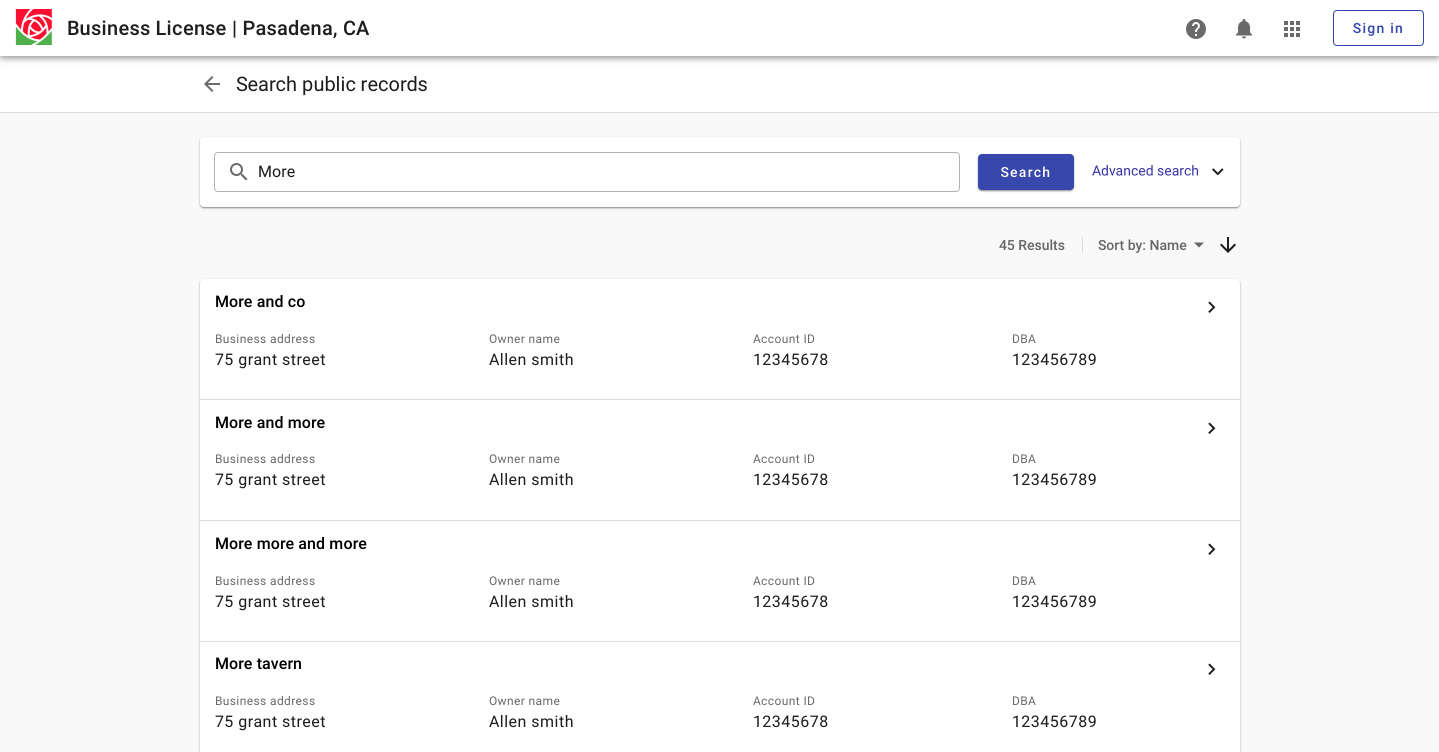 Business License | Pasadena, CA
Sign in
Search public records
More
Search
Advanced search
45 Results
Sort by: Name
More and co
Business address Owner name Account ID DBA
75 grant street Allen smith 12345678 123456789
More and more
Business address Owner name Account ID DBA
75 grant street Allen smith 12345678 123456789
More more and more
Business address Owner name Account ID DBA
75 grant street Allen smith 12345678 123456789
More tavern
Business address Owner name Account ID DBA
75 grant street Allen smith 12345678 123456789